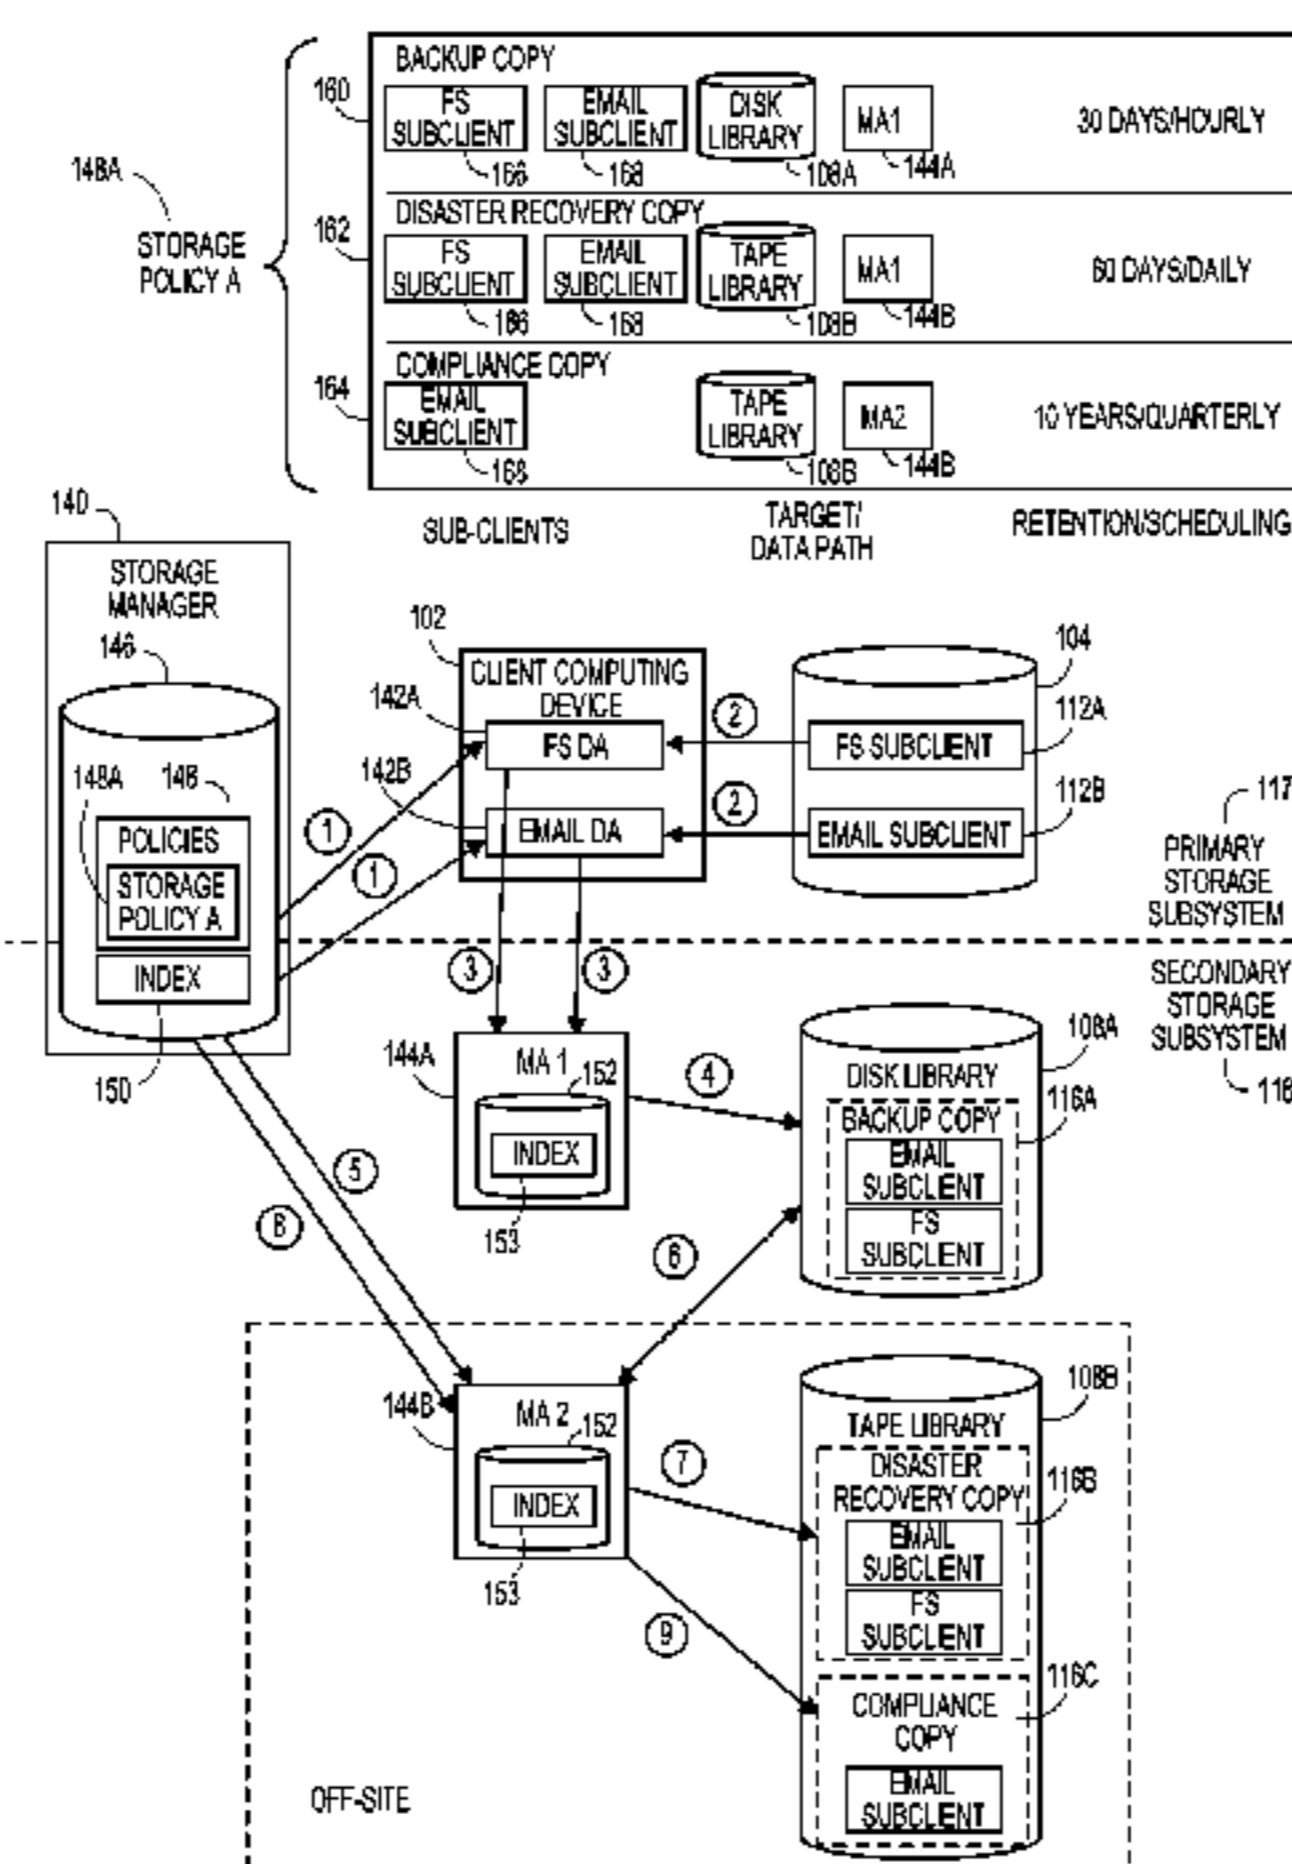 BACKUP COPY
160
FS
SUBCLIENT
166
EMAIL
SUBCLIENT
168
DISK
LIBRARY
108A
MA1
144A
30 DAYS/HOURLY
148A
STORAGE
POLICY A
DISASTER RECOVERY COPY
162
FS
SUBCLIENT
166
EMAIL
SUBCLIENT
168
TAPE
LIBRARY
108B
MA1
144B
60 DAYS/DAILY
COMPLIANCE COPY
164
EMAIL
SUBCLIENT
168
TAPE
LIBRARY
108B
MA2
144B
10 YEARS/QUARTERLY
SUB-CLIENTS
TARGET/
DATA PATH
RETENTION/SCHEDULING
140
STORAGE
MANAGER
146
148A
148
POLICIES
STORAGE
POLICY A
INDEX
150
102
CLIENT COMPUTING
DEVICE
142A
FS DA
142B
EMAIL DA
1
1
2
2
104
FS SUBCLIENT
112A
EMAIL SUBCLIENT
112B
117
PRIMARY
STORAGE
SUBSYSTEM
SECONDARY
STORAGE
SUBSYSTEM
118
3
3
144A
MA 1
152
INDEX
153
4
108A
DISK LIBRARY
116A
BACKUP COPY
EMAIL
SUBCLIENT
FS
SUBCLIENT
5
8
6
144B
MA 2
152
INDEX
153
7
9
108B
TAPE LIBRARY
DISASTER
RECOVERY COPY
116B
EMAIL
SUBCLIENT
FS
SUBCLIENT
116C
COMPLIANCE
COPY
EMAIL
SUBCLIENT
OFF-SITE